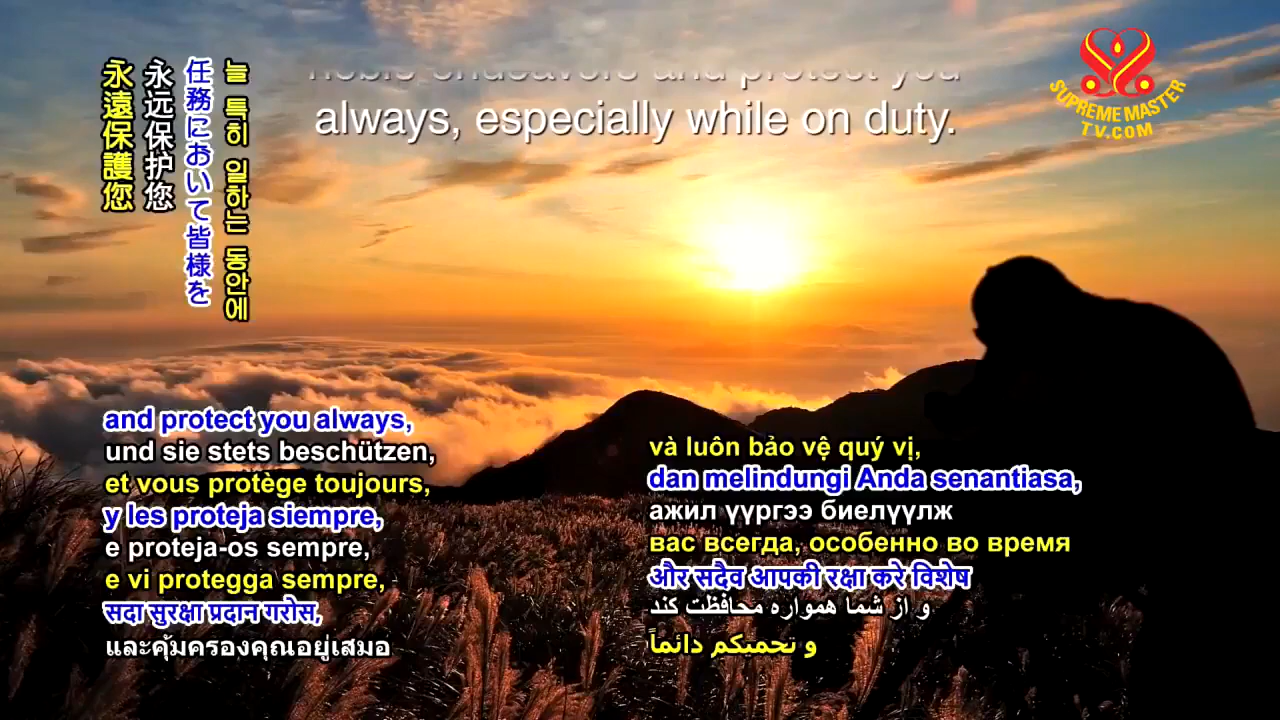 永遠保護您
永远保护您
任務において皆様を
늘 특히 일하는 동안에
noble endeavors and protect you
always, especially while on duty.
SUPREME MASTER
TV.COM
and protect you always,
und sie stets beschützen,
et vous protège toujours,
y les proteja siempre,
e proteja-os sempre,
e vi protegga sempre,
सदा सुरक्षा प्रदान गरोस,
และคุ้มครองคุณอยู่เสมอ
và luôn bảo vệ quý vị,
dan melindungi Anda senantiasa,
ажил үүргээ биелүүлж
вас всегда, особенно во время
और सदैव आपकी रक्षा करे विशेष
و از شما همواره محافظت کند
و تحميكم دائماً